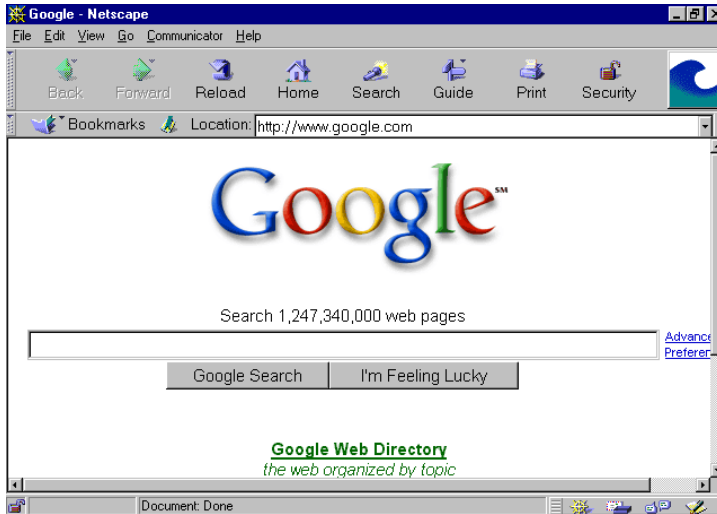 Google - Netscape
File Edit View Go Communicator Help
Back Forward Reload Home Search Guide Print Security
Bookmarks Location: http://www.google.com
Google SM
Search 1,247,340,000 web pages
Advance
Preferen
Google Search I'm Feeling Lucky
Google Web Directory
the web organized by topic
Document: Done